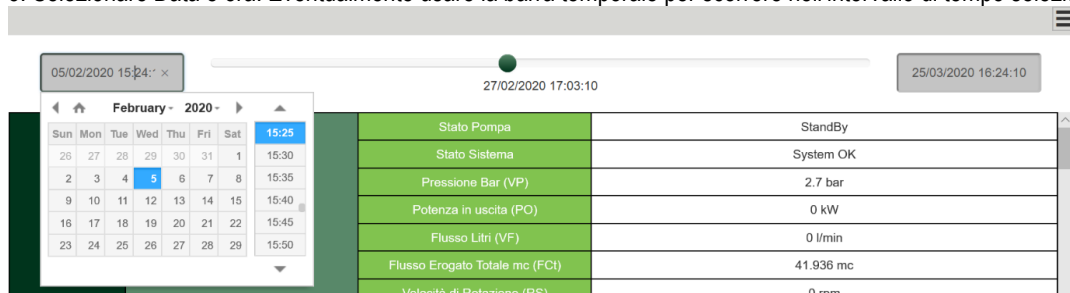 05/02/2020 15:24:1 ×
27/02/2020 17:03:10
25/03/2020 16:24:10
February 2020
Sun Mon Tue Wed Thu Fri Sat
26 27 28 29 30 31 1
2 3 4 5 6 7 8
9 10 11 12 13 14 15
16 17 18 19 20 21 22
23 24 25 26 27 28 29
15:25
15:30
15:35
15:40
15:45
15:50
Stato Pompa StandBy
Stato Sistema System OK
Pressione Bar (VP) 2.7 bar
Potenza in uscita (PO) 0 kW
Flusso Litri (VF) 0 l/min
Flusso Erogato Totale mc (FCt) 41.936 mc
Velocità di Rotazione (RS) 0 rpm